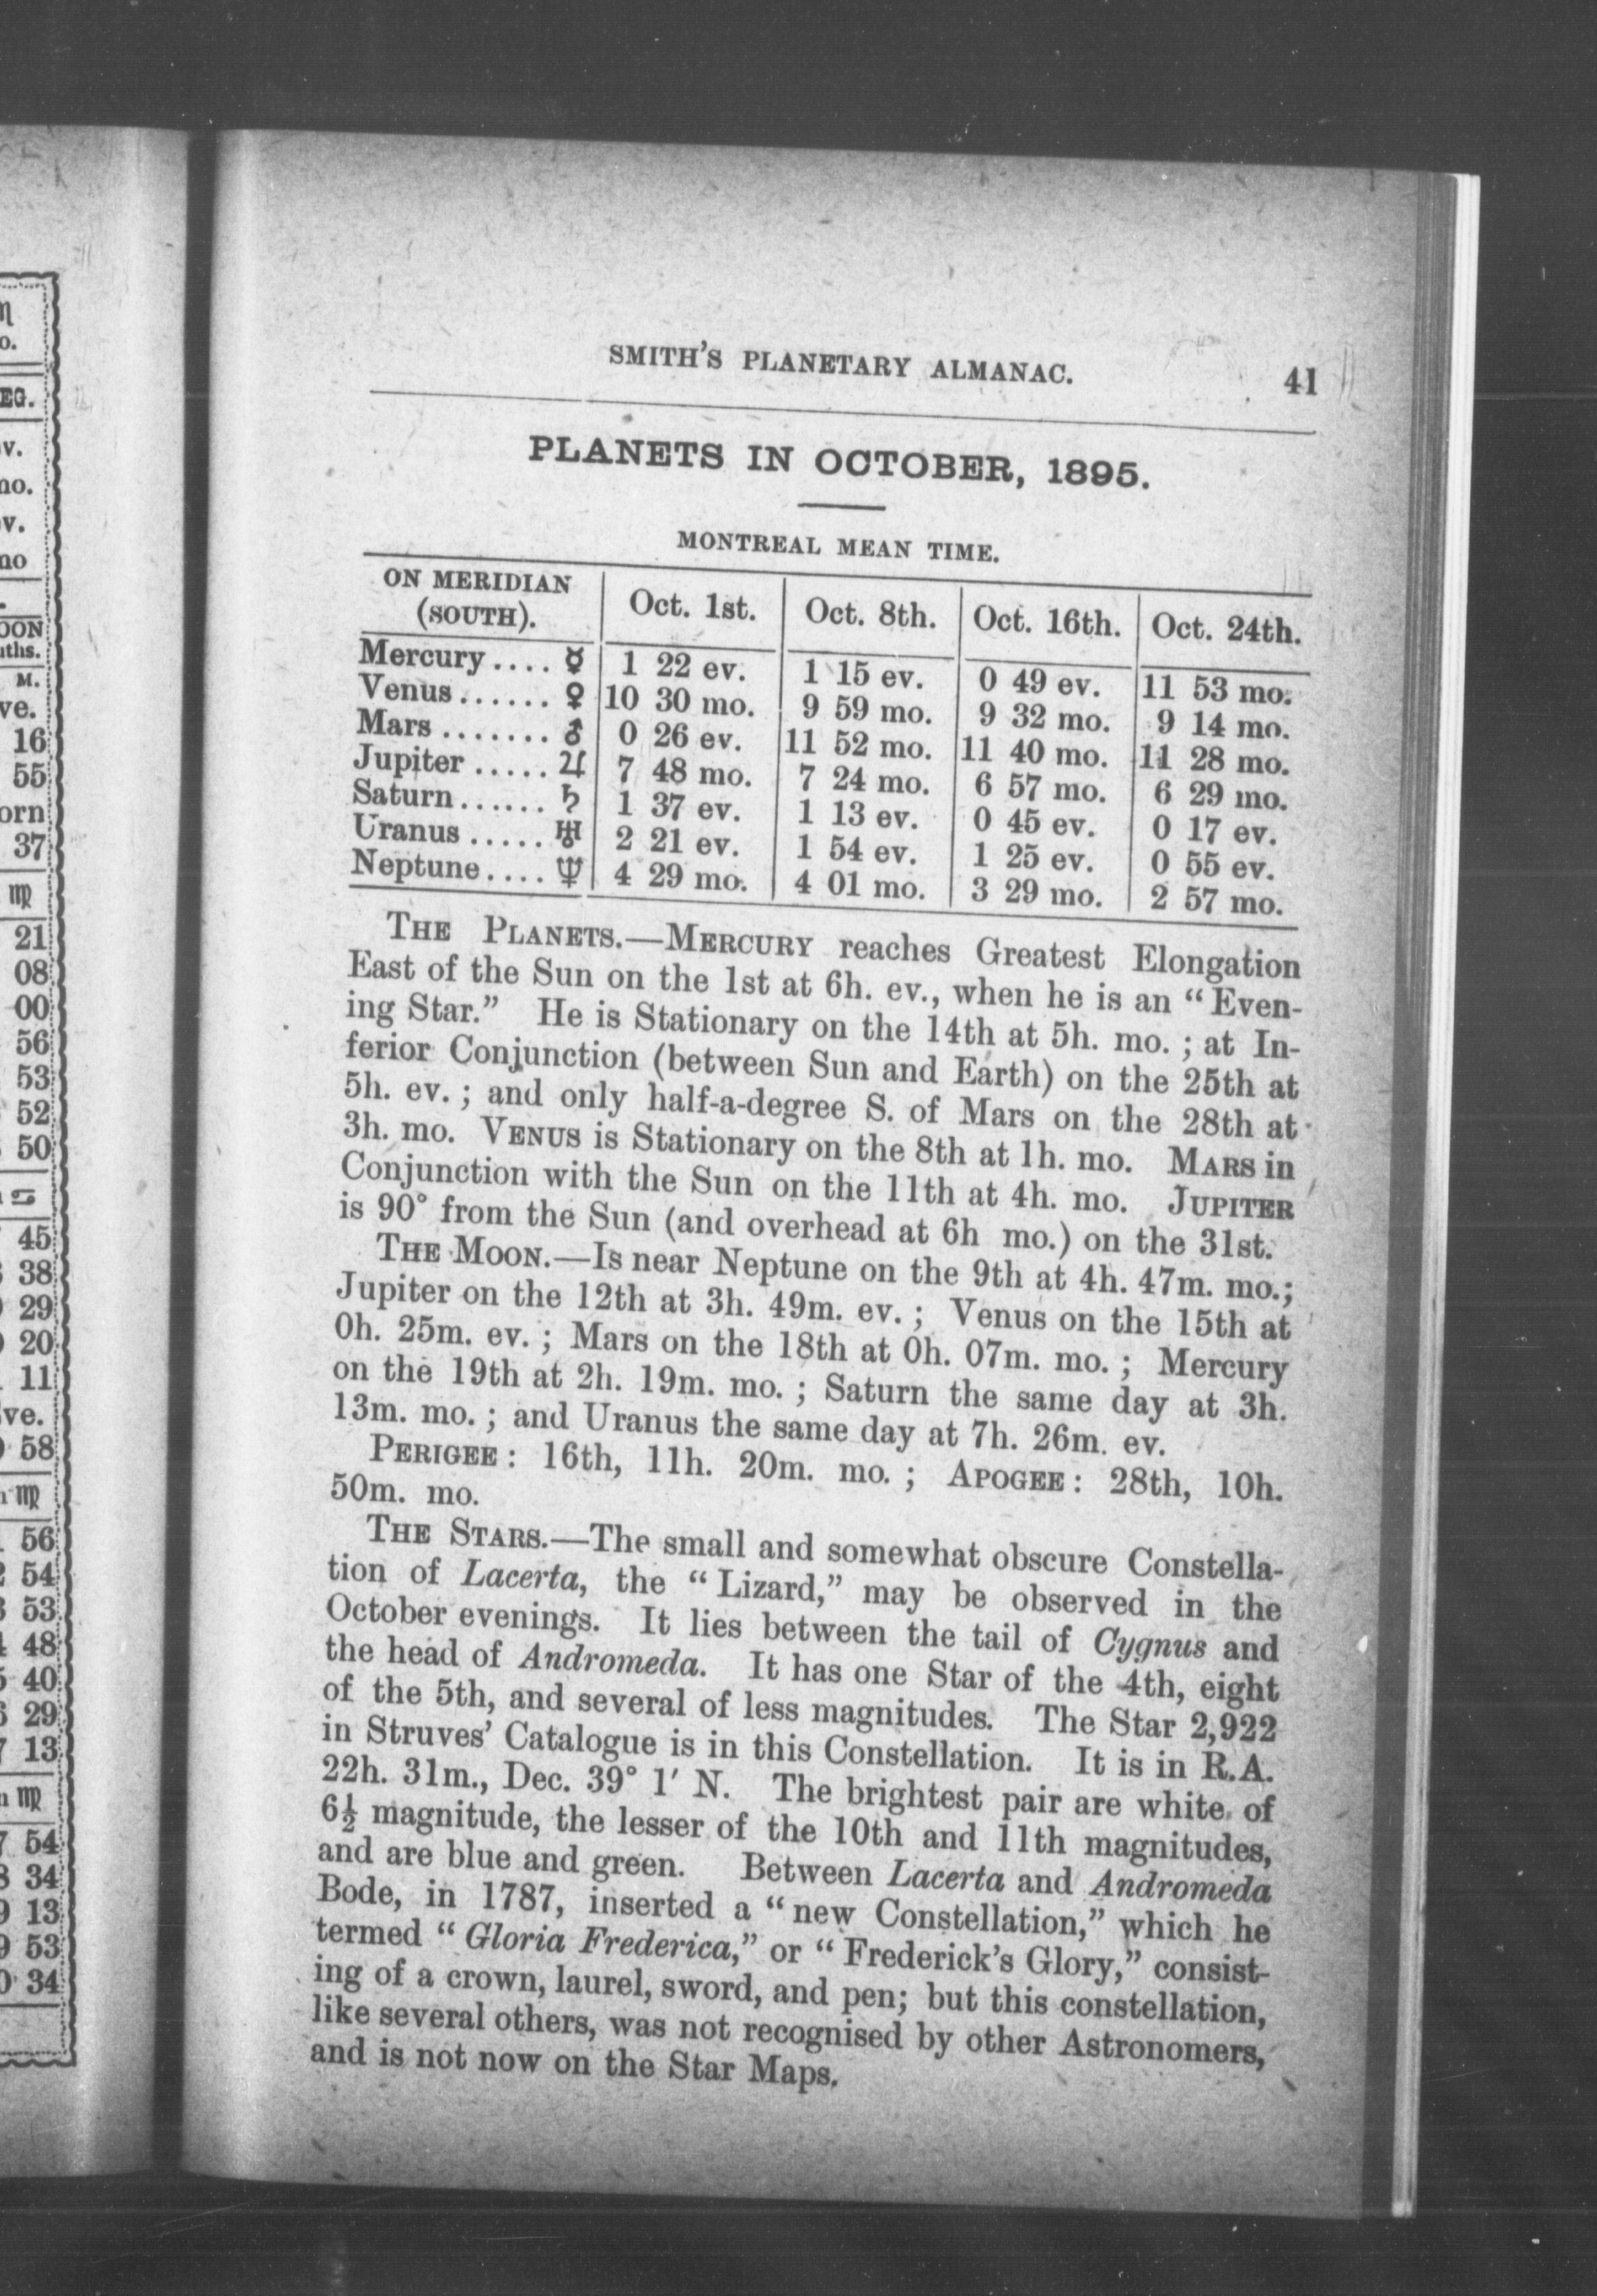 SMITH'S PLANETARY ALMANAC. 41
PLANETS IN OCTOBER, 1895.
MONTREAL MEAN TIME.
ON MERIDIAN (SOUTH). Oct. 1st. Oct. 8th. Oct. 16th. Oct. 24th.
Mercury.... ☿ 1 22 ev. 1 15 ev. 0 49 ev. 11 53 mo.
Venus...... ♀ 10 30 mo. 9 59 mo. 9 32 mo. 9 14 mo.
Mars ....... ♂ 0 26 ev. 11 52 mo. 11 40 mo. 11 28 mo.
Jupiter ..... ♃ 7 48 mo. 7 24 mo. 6 57 mo. 6 29 mo.
Saturn...... ♄ 1 37 ev. 1 13 ev. 0 45 ev. 0 17 ev.
Uranus ..... ♅ 2 21 ev. 1 54 ev. 1 25 ev. 0 55 ev.
Neptune.... ♆ 4 29 mo. 4 01 mo. 3 29 mo. 2 57 mo.
THE PLANETS.—MERCURY reaches Greatest Elongation
East of the Sun on the 1st at 6h. ev., when he is an "Even-
ing Star." He is Stationary on the 14th at 5h. mo. ; at In-
ferior Conjunction (between Sun and Earth) on the 25th at
5h. ev. ; and only half-a-degree S. of Mars on the 28th at
3h. mo. VENUS is Stationary on the 8th at 1h. mo. MARS in
Conjunction with the Sun on the 11th at 4h. mo. JUPITER
is 90° from the Sun (and overhead at 6h mo.) on the 31st.
THE MOON.—Is near Neptune on the 9th at 4h. 47m. mo.;
Jupiter on the 12th at 3h. 49m. ev. ; Venus on the 15th at
0h. 25m. ev. ; Mars on the 18th at 0h. 07m. mo. ; Mercury
on the 19th at 2h. 19m. mo. ; Saturn the same day at 3h.
13m. mo. ; and Uranus the same day at 7h. 26m. ev.
PERIGEE : 16th, 11h. 20m. mo. ; APOGEE : 28th, 10h.
50m. mo.
THE STARS.—The small and somewhat obscure Constella-
tion of Lacerta, the "Lizard," may be observed in the
October evenings. It lies between the tail of Cygnus and
the head of Andromeda. It has one Star of the 4th, eight
of the 5th, and several of less magnitudes. The Star 2,922
in Struves' Catalogue is in this Constellation. It is in R.A.
22h. 31m., Dec. 39° 1′ N. The brightest pair are white of
6½ magnitude, the lesser of the 10th and 11th magnitudes,
and are blue and green. Between Lacerta and Andromeda
Bode, in 1787, inserted a "new Constellation," which he
termed "Gloria Frederica," or "Frederick's Glory," consist-
ing of a crown, laurel, sword, and pen; but this constellation,
like several others, was not recognised by other Astronomers,
and is not now on the Star Maps.